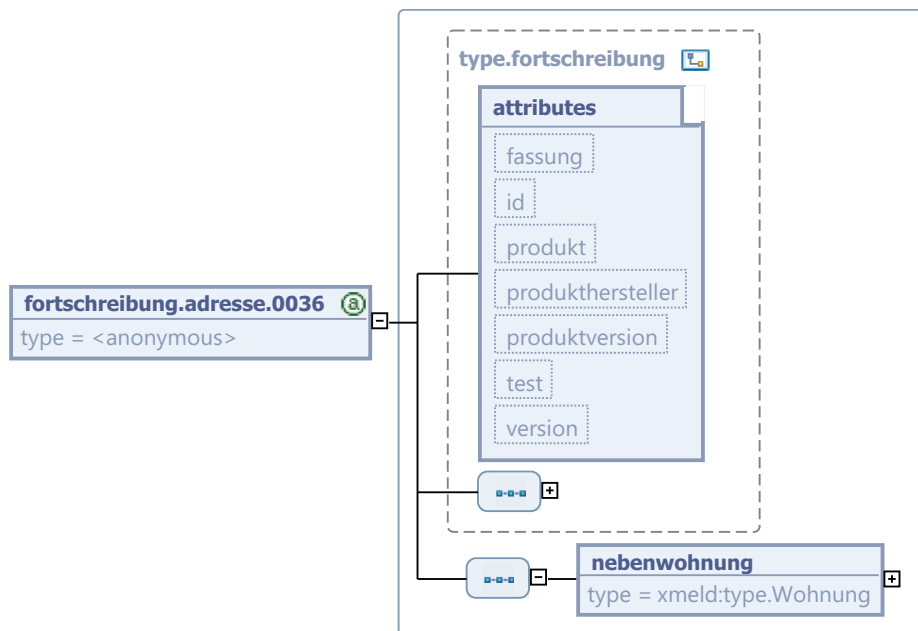 type.fortschreibung
attributes
fassung
id
produkt
produkthersteller
produktversion
test
version
fortschreibung.adresse.0036 @
type = <anonymous>
nebenwohnung
type = xmeld:type.Wohnung